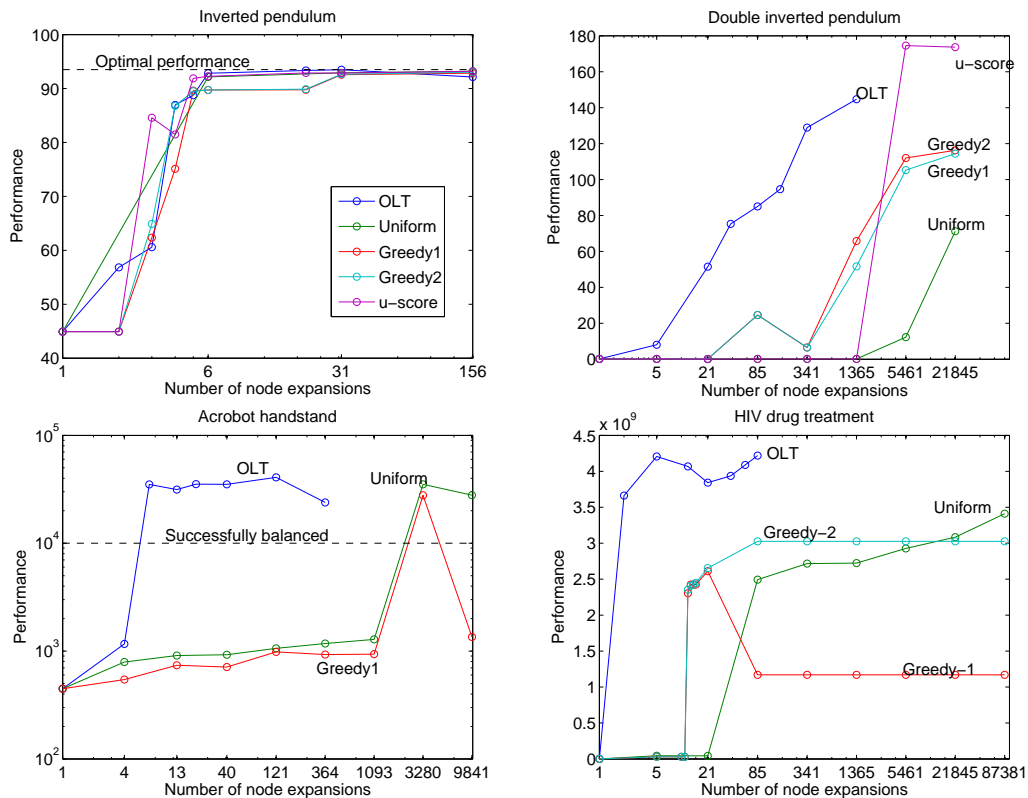 Inverted pendulum
100
90
80
70
60
50
40
Performance
Optimal performance
OLT
Uniform
Greedy1
Greedy2
u−score
1
6
31
156
Number of node expansions
Double inverted pendulum
180
160
140
120
100
80
60
40
20
0
Performance
OLT
u−score
Greedy2
Greedy1
Uniform
5
21
85
341
1365
5461
21845
Number of node expansions
Acrobot handstand
10^5
10^4
10^3
10^2
Performance
OLT
Uniform
Successfully balanced
Greedy1
1
4
13
40
121
364
1093
3280
9841
Number of node expansions
HIV drug treatment
x 10^9
4.5
4
3.5
3
2.5
2
1.5
1
0.5
0
Performance
OLT
Uniform
Greedy−2
Greedy−1
1
5
21
85
341
1365
5461
21845
87381
Number of node expansions